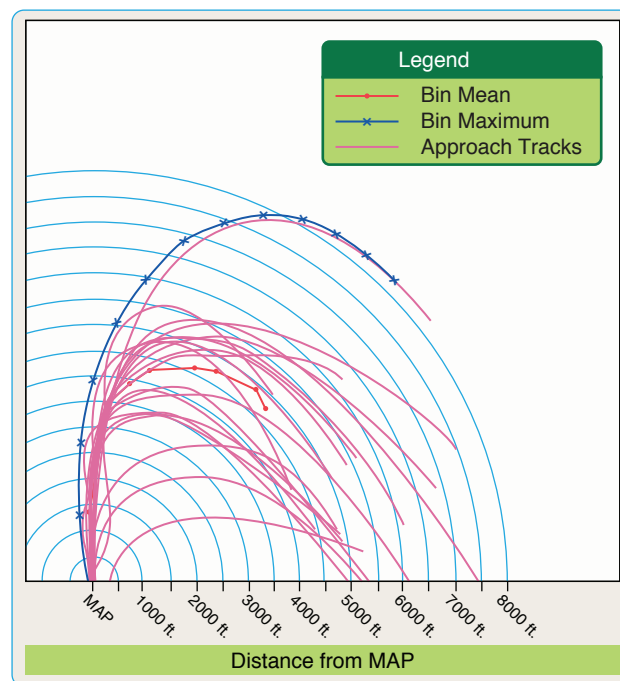 Legend
Bin Mean
Bin Maximum
Approach Tracks
MAP
1000 ft.
2000 ft.
3000 ft.
4000 ft.
5000 ft.
6000 ft.
7000 ft.
8000 ft.
Distance from MAP